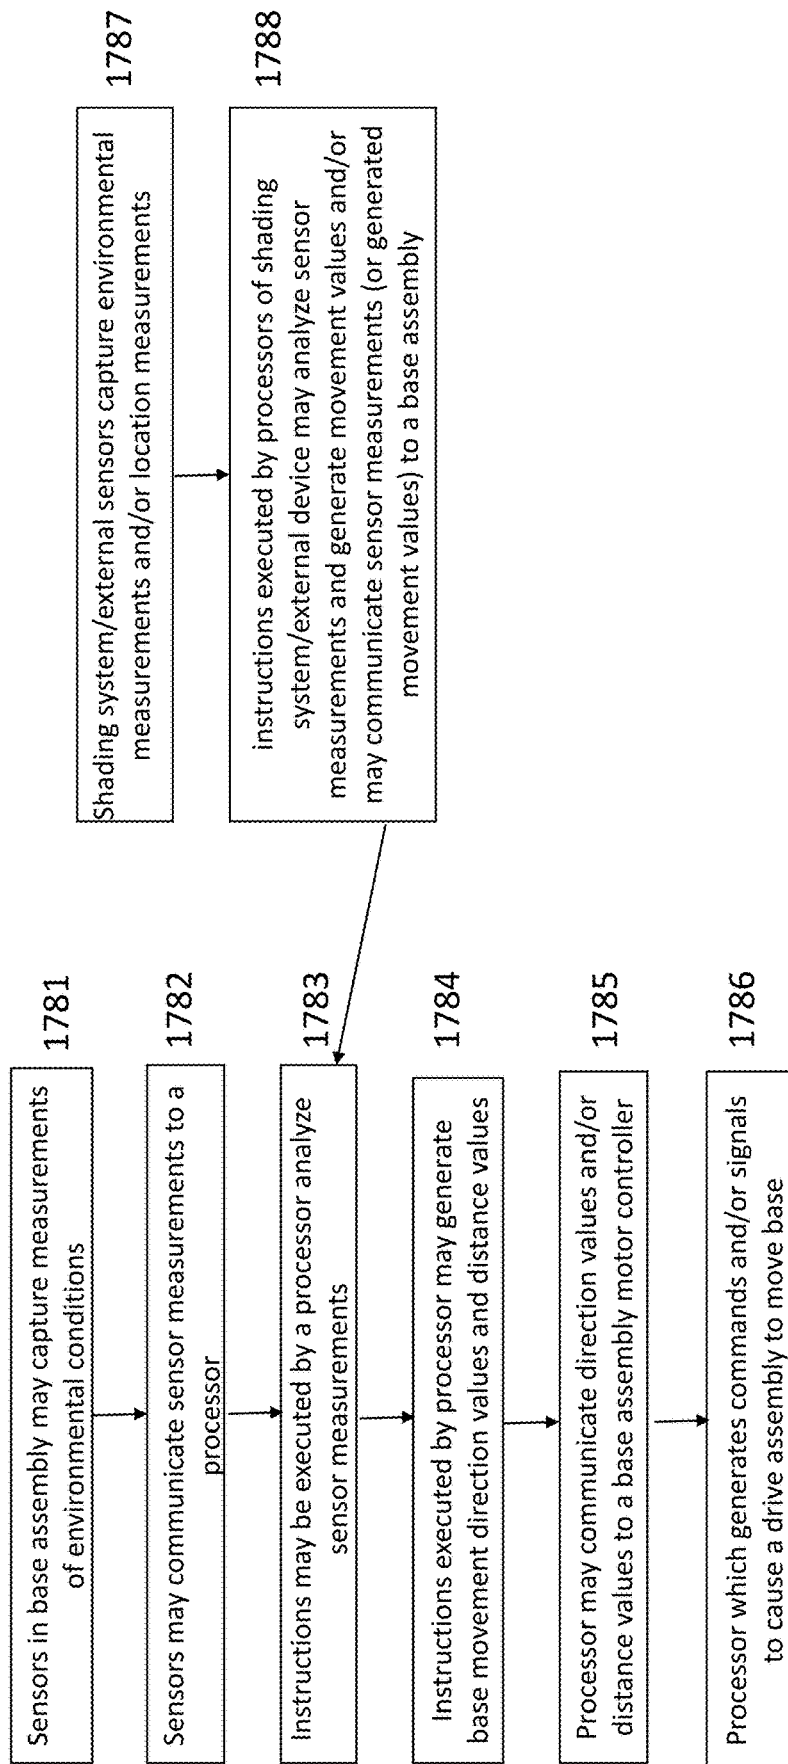 Sensors in base assembly may capture measurements
of environmental conditions
1781
Sensors may communicate sensor measurements to a
processor
1782
Instructions may be executed by a processor analyze
sensor measurements
1783
Instructions executed by processor may generate
base movement direction values and distance values
1784
Processor may communicate direction values and/or
distance values to a base assembly motor controller
1785
Processor which generates commands and/or signals
to cause a drive assembly to move base
1786
Shading system/external sensors capture environmental
measurements and/or location measurements
1787
instructions executed by processors of shading
system/external device may analyze sensor
measurements and generate movement values and/or
may communicate sensor measurements (or generated
movement values) to a base assembly
1788